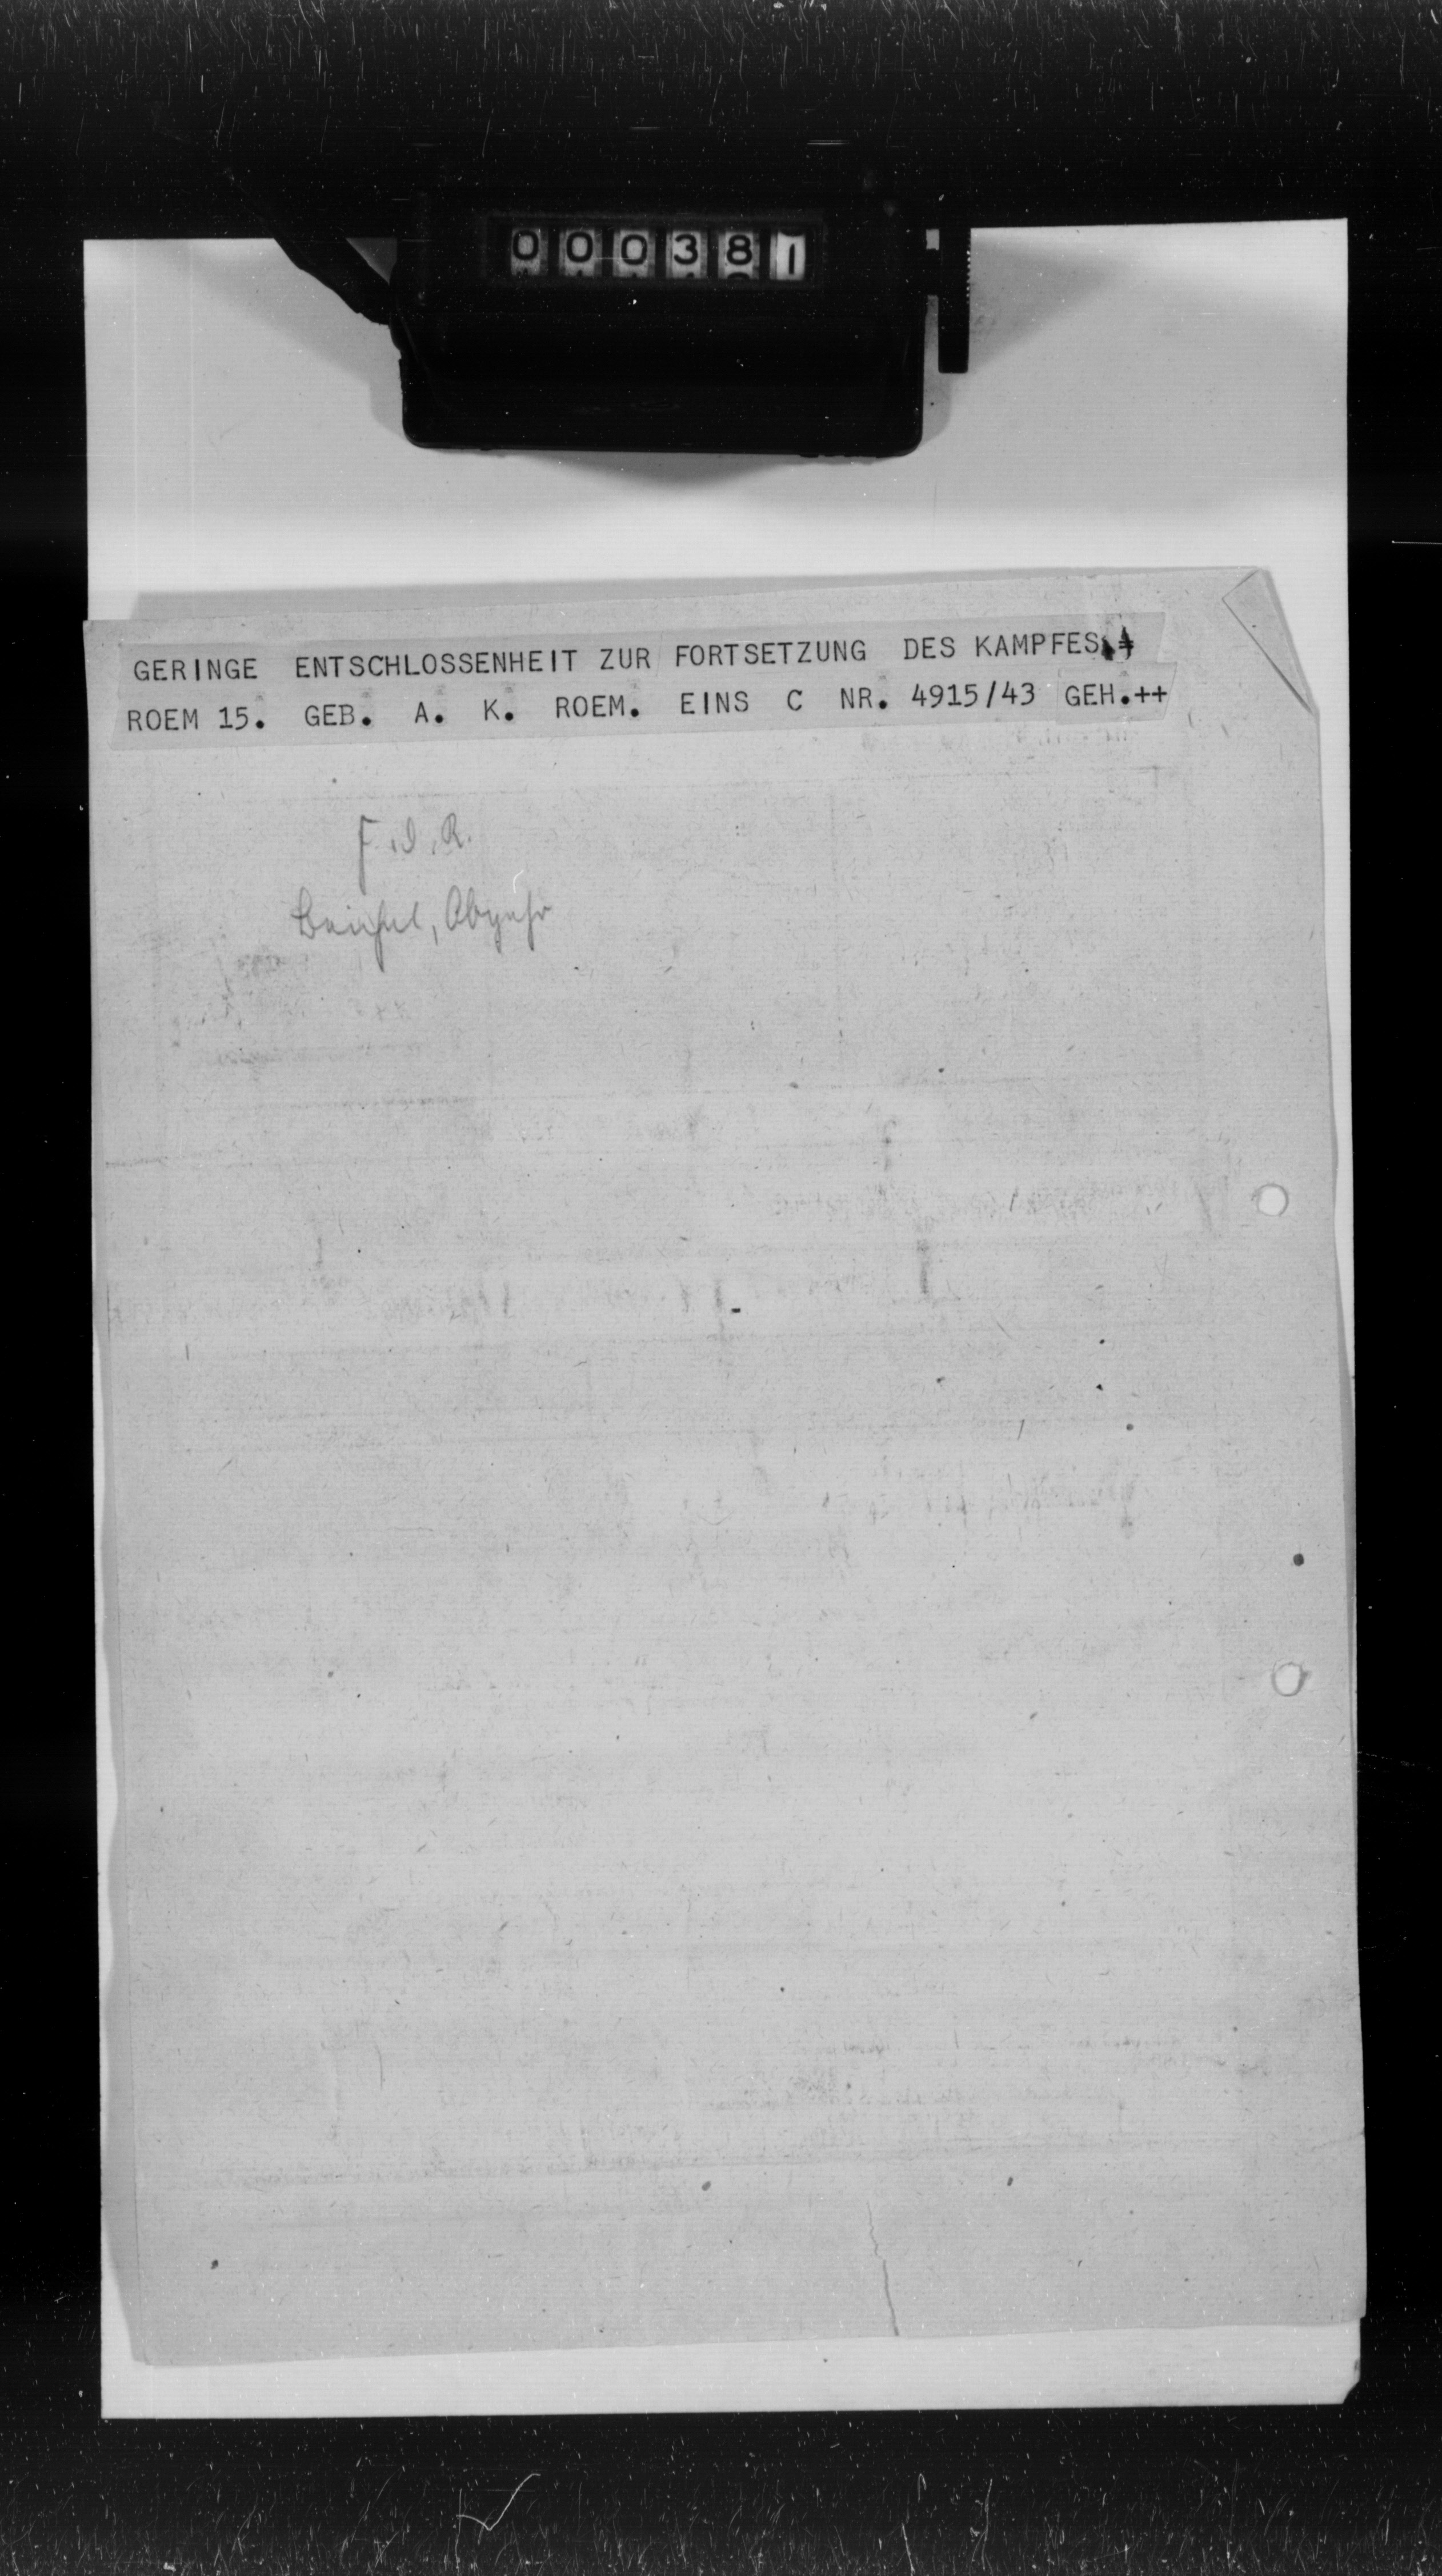 000381
GERINGE ENTSCHLOSSENHEIT ZUR FORTSETZUNG DES KAMPFES
ROEM 15. GEB. A. K. ROEM. EINS C NR. 4915/43 GEH.++
F.d.R.